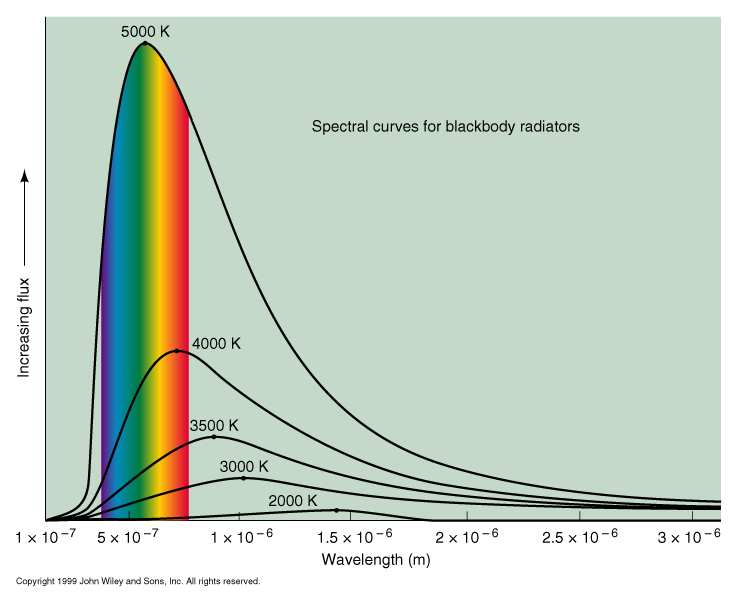 5000 K
Spectral curves for blackbody radiators
Increasing flux
4000 K
3500 K
3000 K
2000 K
1 × 10⁻⁷ 5 × 10⁻⁷ 1 × 10⁻⁶ 1.5 × 10⁻⁶ 2 × 10⁻⁶ 2.5 × 10⁻⁶ 3 × 10⁻⁶
Wavelength (m)
Copyright 1999 John Wiley and Sons, Inc. All rights reserved.